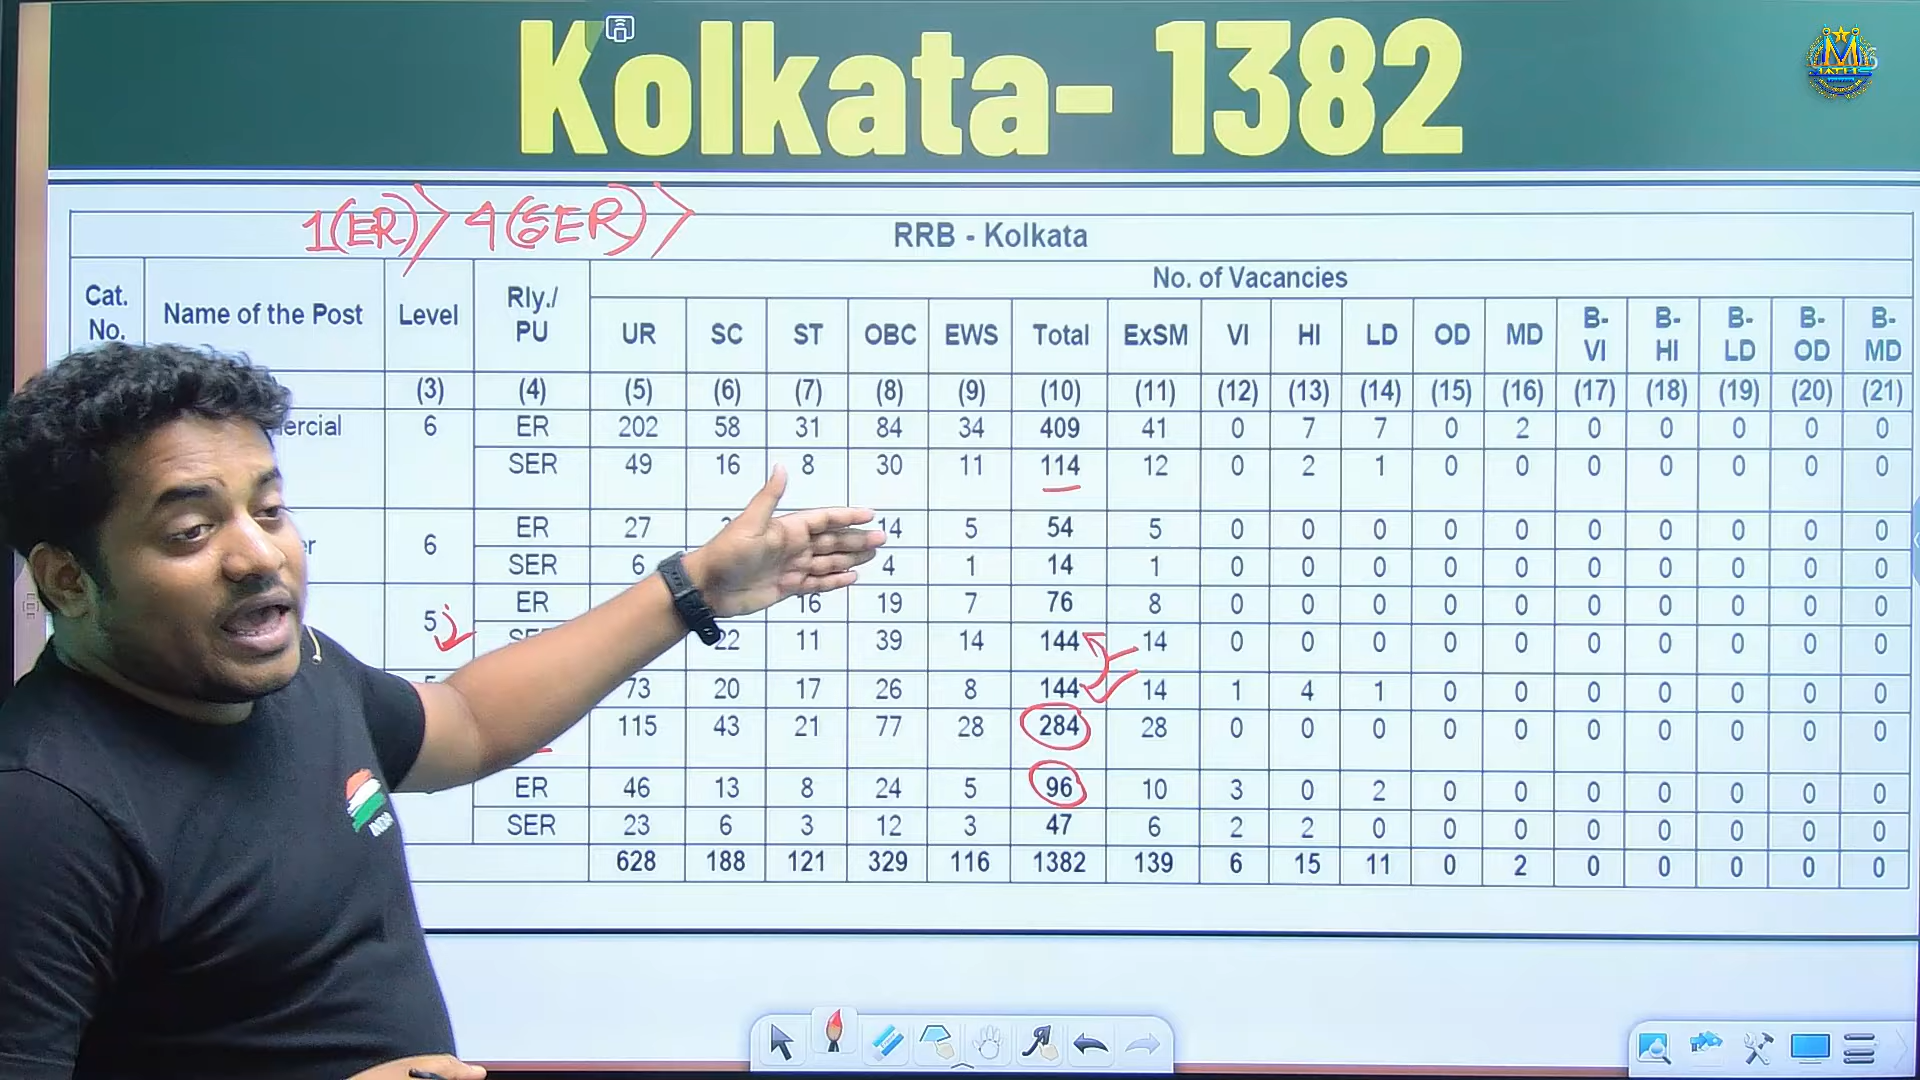 Kolkata- 1382
1(ER) > 4(SER) >
RRB - Kolkata
Cat. No. Name of the Post Level Rly./ PU No. of Vacancies
UR SC ST OBC EWS Total ExSM VI HI LD OD MD B-VI B-HI B-LD B-OD B-MD
(3) (4) (5) (6) (7) (8) (9) (10) (11) (12) (13) (14) (15) (16) (17) (18) (19) (20) (21)
ercial 6 ER 202 58 31 84 34 409 41 0 7 7 0 2 0 0 0 0 0
SER 49 16 8 30 11 114 12 0 2 1 0 0 0 0 0 0 0
r 6 ER 27 14 5 54 5 0 0 0 0 0 0 0 0 0 0
SER 6 4 1 14 1 0 0 0 0 0 0 0 0 0 0
5 ER 16 19 7 76 8 0 0 0 0 0 0 0 0 0 0
22 11 39 14 144 14 0 0 0 0 0 0 0 0 0 0
73 20 17 26 8 144 14 1 4 1 0 0 0 0 0 0 0
115 43 21 77 28 284 28 0 0 0 0 0 0 0 0 0 0
ER 46 13 8 24 5 96 10 3 0 2 0 0 0 0 0 0 0
SER 23 6 3 12 3 47 6 2 2 0 0 0 0 0 0 0 0
628 188 121 329 116 1382 139 6 15 11 0 2 0 0 0 0 0